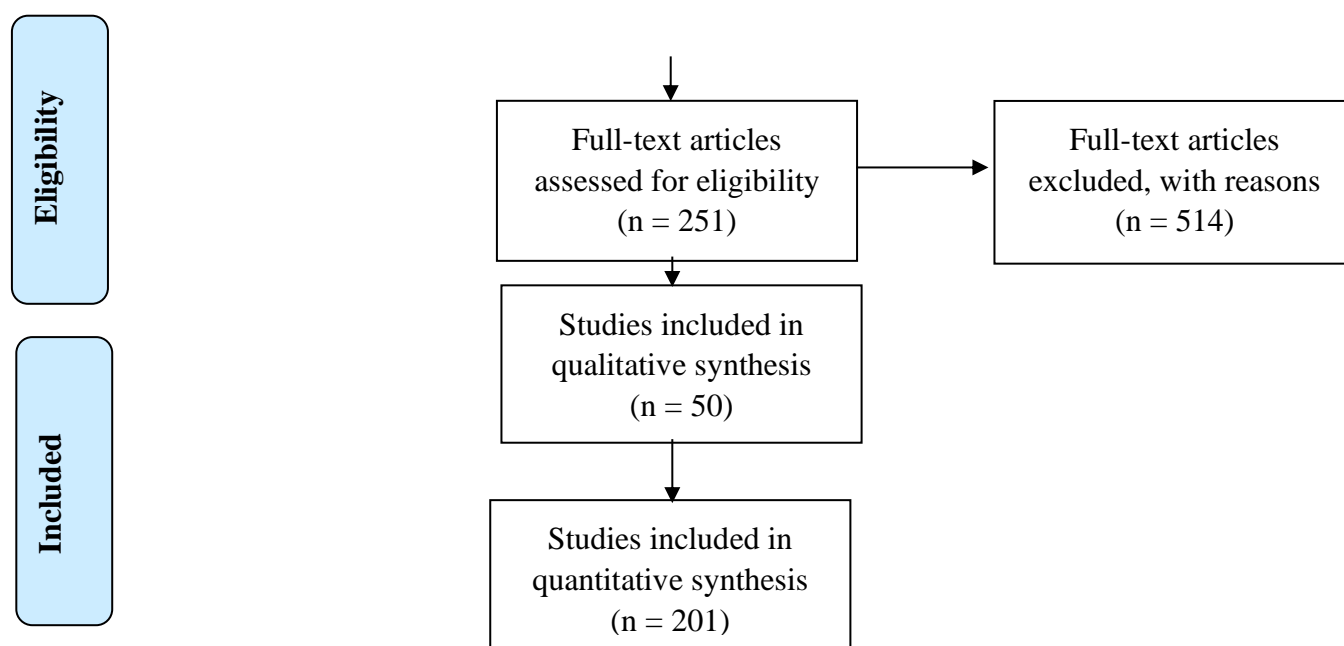 Eligibility
Full-text articles
assessed for eligibility
(n = 251)
Full-text articles
excluded, with reasons
(n = 514)
Studies included in
qualitative synthesis
(n = 50)
Included
Studies included in
quantitative synthesis
(n = 201)